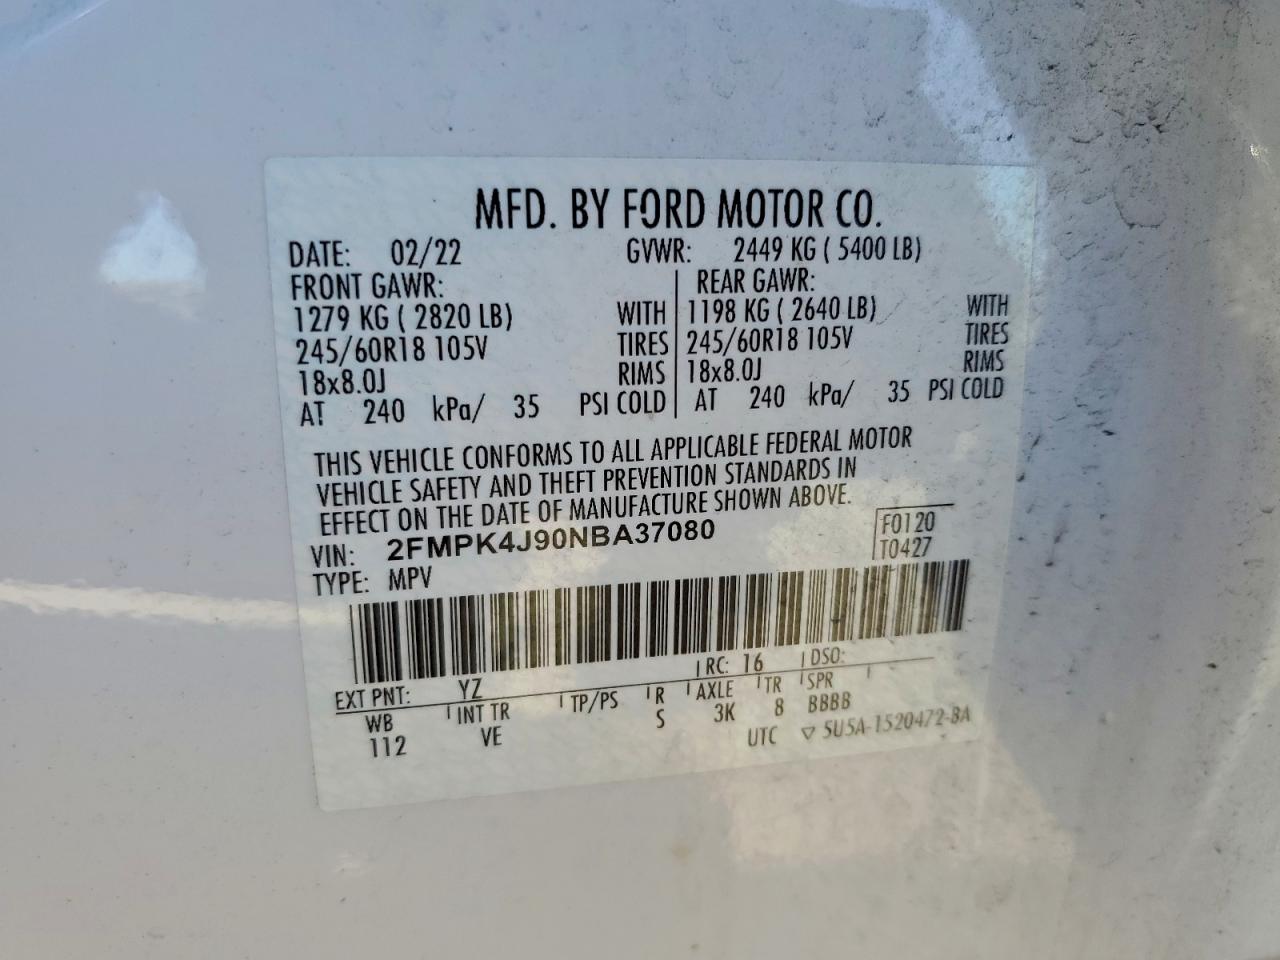 MFD. BY FORD MOTOR CO.
DATE: 02/22 GVWR: 2449 KG ( 5400 LB)
FRONT GAWR: REAR GAWR:
1279 KG ( 2820 LB) WITH 1198 KG ( 2640 LB) WITH
245/60R18 105V TIRES 245/60R18 105V TIRES
18x8.0J RIMS 18x8.0J RIMS
AT 240 kPa/ 35 PSI COLD AT 240 kPa/ 35 PSI COLD
THIS VEHICLE CONFORMS TO ALL APPLICABLE FEDERAL MOTOR
VEHICLE SAFETY AND THEFT PREVENTION STANDARDS IN
EFFECT ON THE DATE OF MANUFACTURE SHOWN ABOVE.
VIN: 2FMPK4J90NBA37080 F0120
TYPE: MPV T0427
EXT PNT: YZ RC: 16 DSO:
WB INT TR TP/PS R AXLE TR SPR
112 VE S 3K 8 BBBB
UTC ▽ 5U5A-1520472-BA